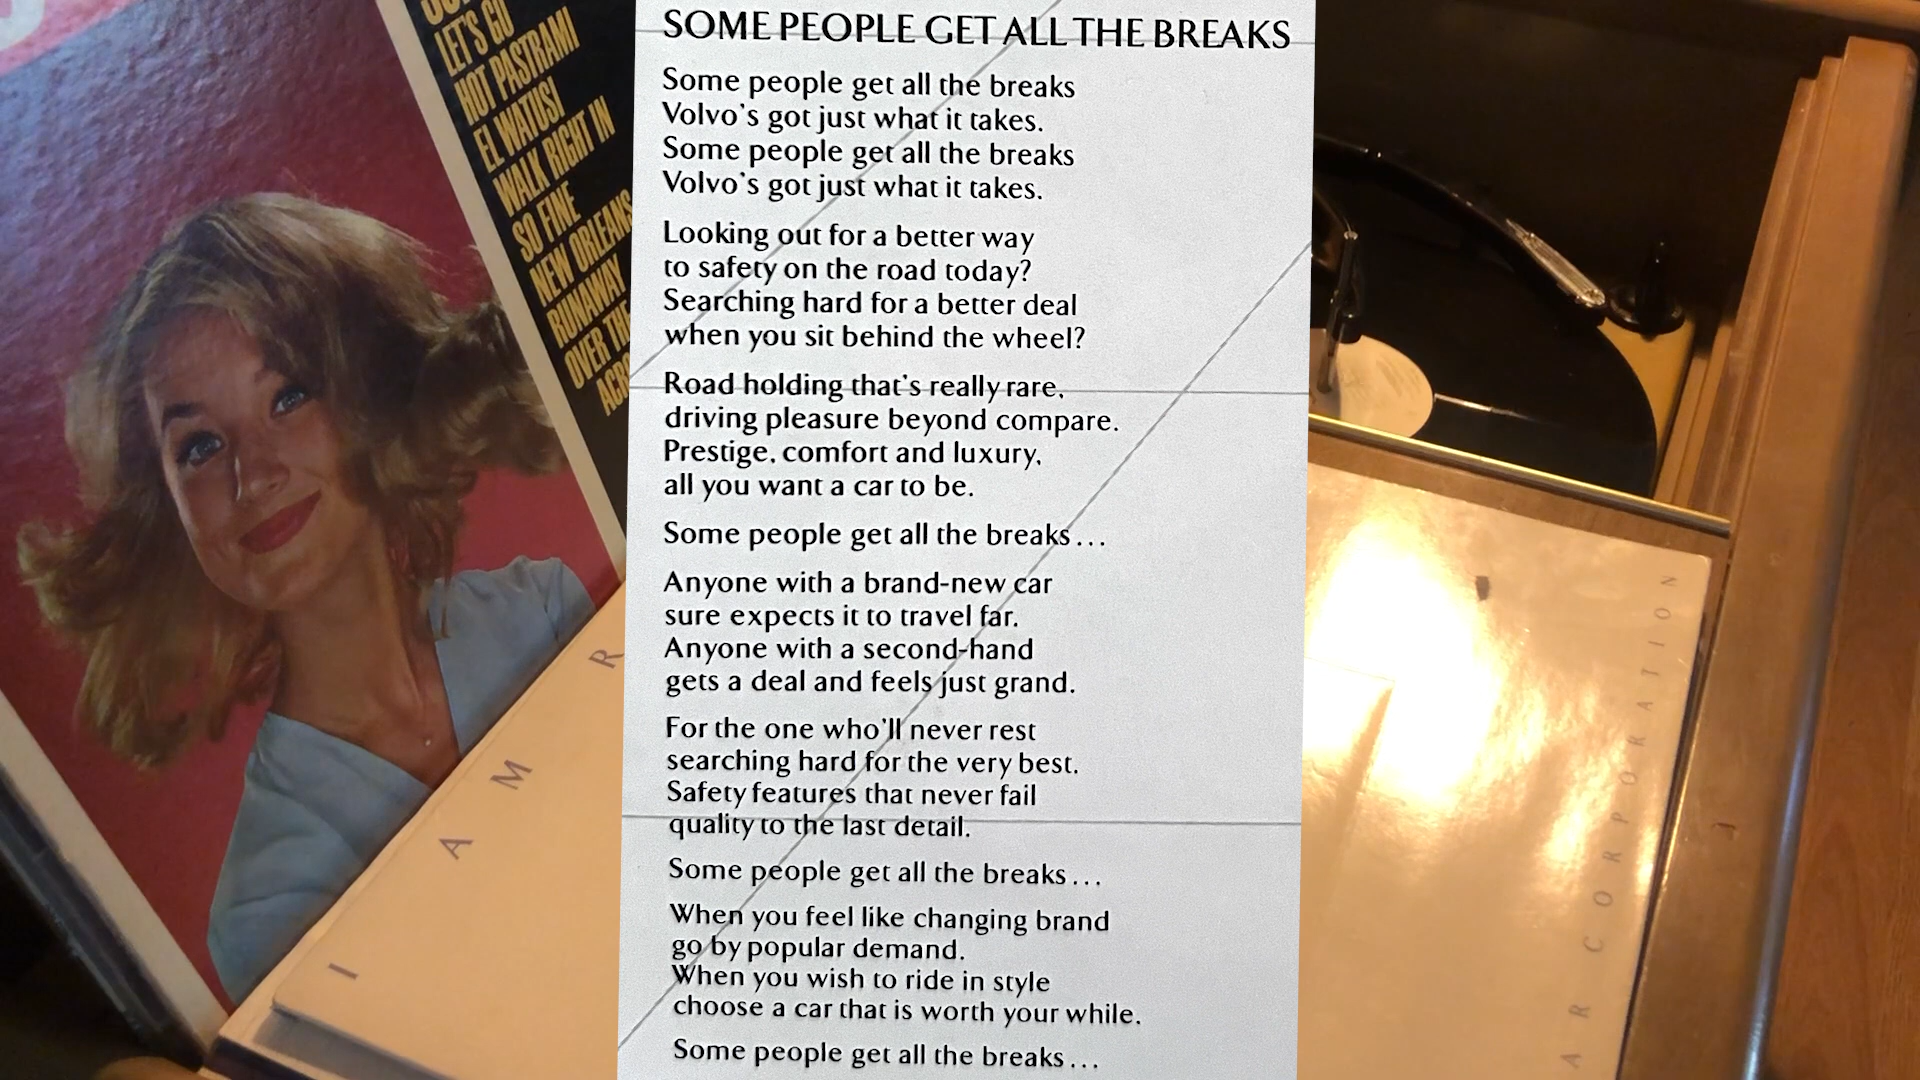 LET'S GO
HOT PASTRAMI
EL WATUSI
WALK RIGHT IN
SO FINE
NEW ORLEANS
RUNAWAY
OVER
I A M R
SOME PEOPLE GET ALL THE BREAKS
Some people get all the breaks
Volvo's got just what it takes.
Some people get all the breaks
Volvo's got just what it takes.
Looking out for a better way
to safety on the road today?
Searching hard for a better deal
when you sit behind the wheel?
Road holding that's really rare,
driving pleasure beyond compare.
Prestige, comfort and luxury,
all you want a car to be.
Some people get all the breaks...
Anyone with a brand-new car
sure expects it to travel far.
Anyone with a second-hand
gets a deal and feels just grand.
For the one who'll never rest
searching hard for the very best.
Safety features that never fail
quality to the last detail.
Some people get all the breaks...
When you feel like changing brand
go by popular demand.
When you wish to ride in style
choose a car that is worth your while.
Some people get all the breaks...
A R C O R P O R A T I O N